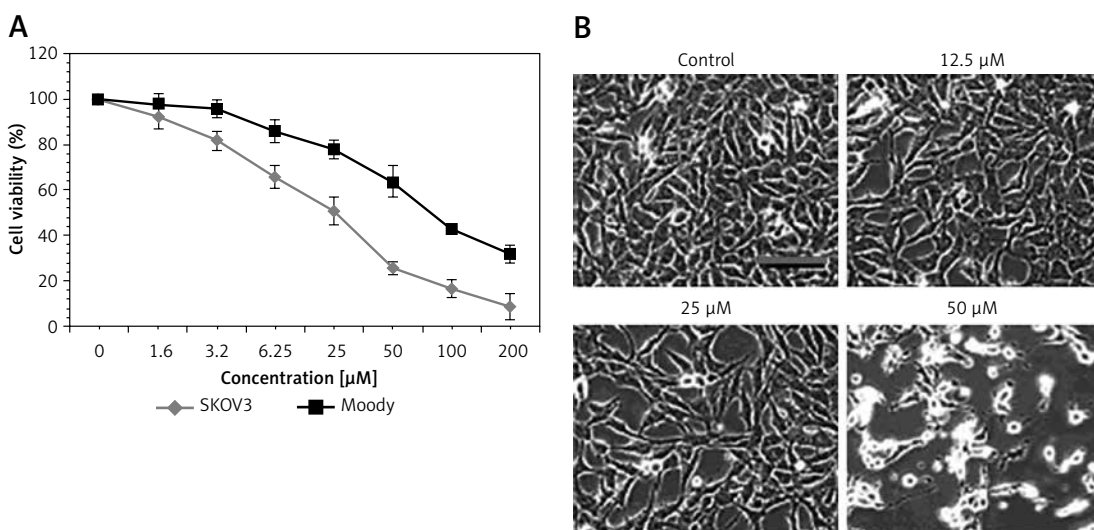 A
120
100
80
60
40
20
0
Cell viability (%)
0 1.6 3.2 6.25 25 50 100 200
Concentration [µM]
SKOV3 Moody
B
Control 12.5 µM
25 µM 50 µM